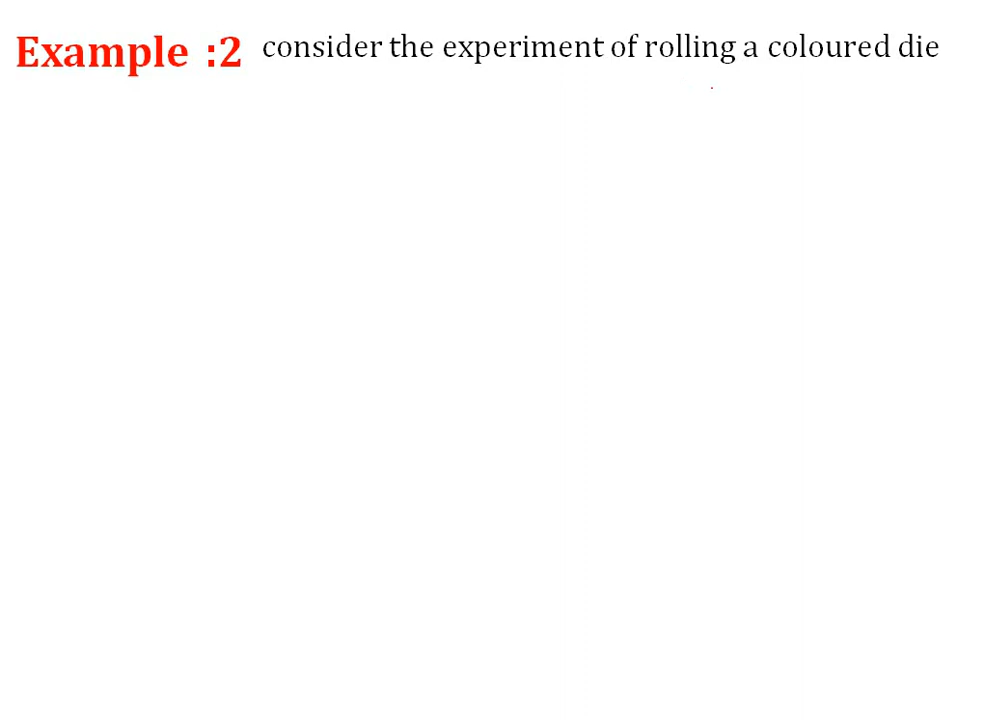 Example :2 consider the experiment of rolling a coloured die